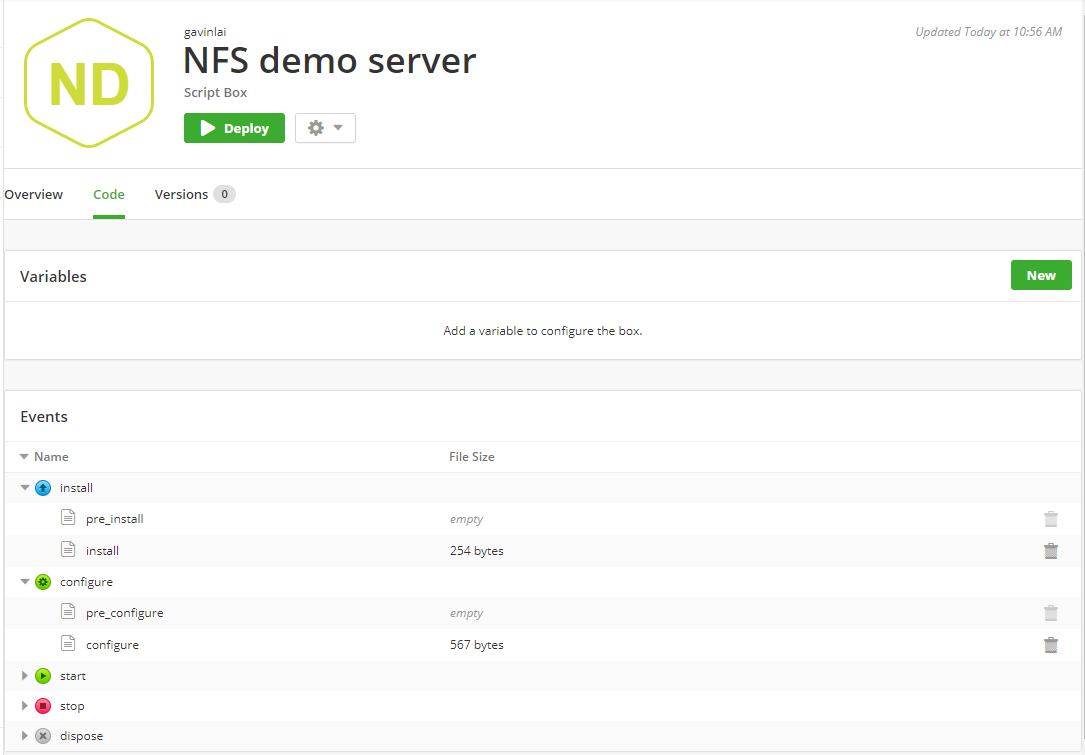 ND
gavinlai
Updated Today at 10:56 AM
NFS demo server
Script Box
Deploy
Overview Code Versions 0
Variables New
Add a variable to configure the box.
Events
Name File Size
install
pre_install empty
install 254 bytes
configure
pre_configure empty
configure 567 bytes
start
stop
dispose